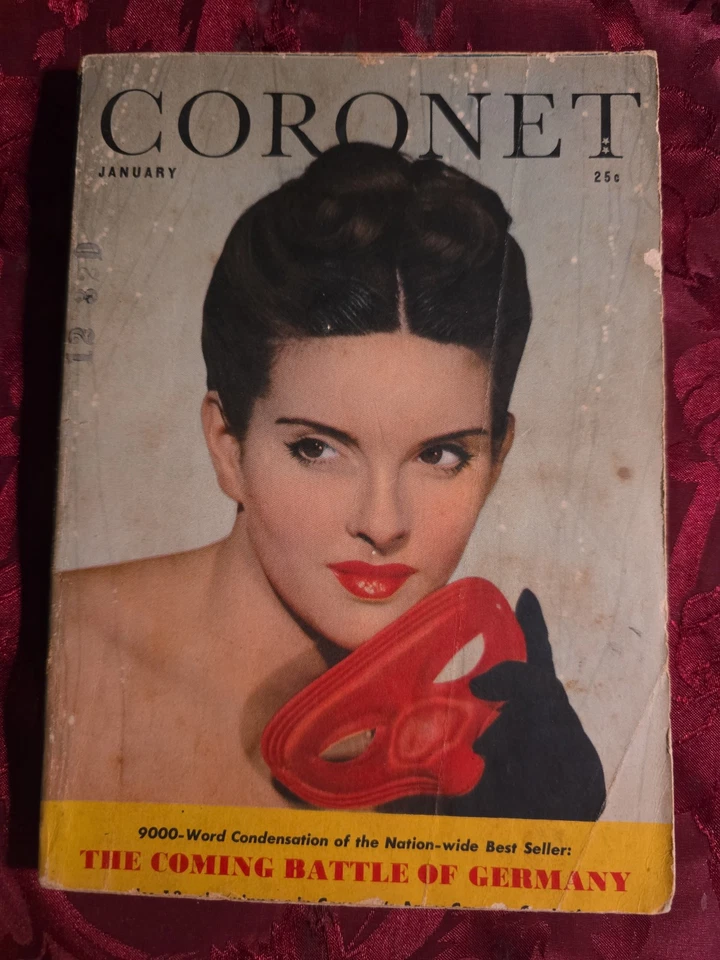 CORONET
JANUARY
25c
9000-Word Condensation of the Nation-wide Best Seller:
THE COMING BATTLE OF GERMANY